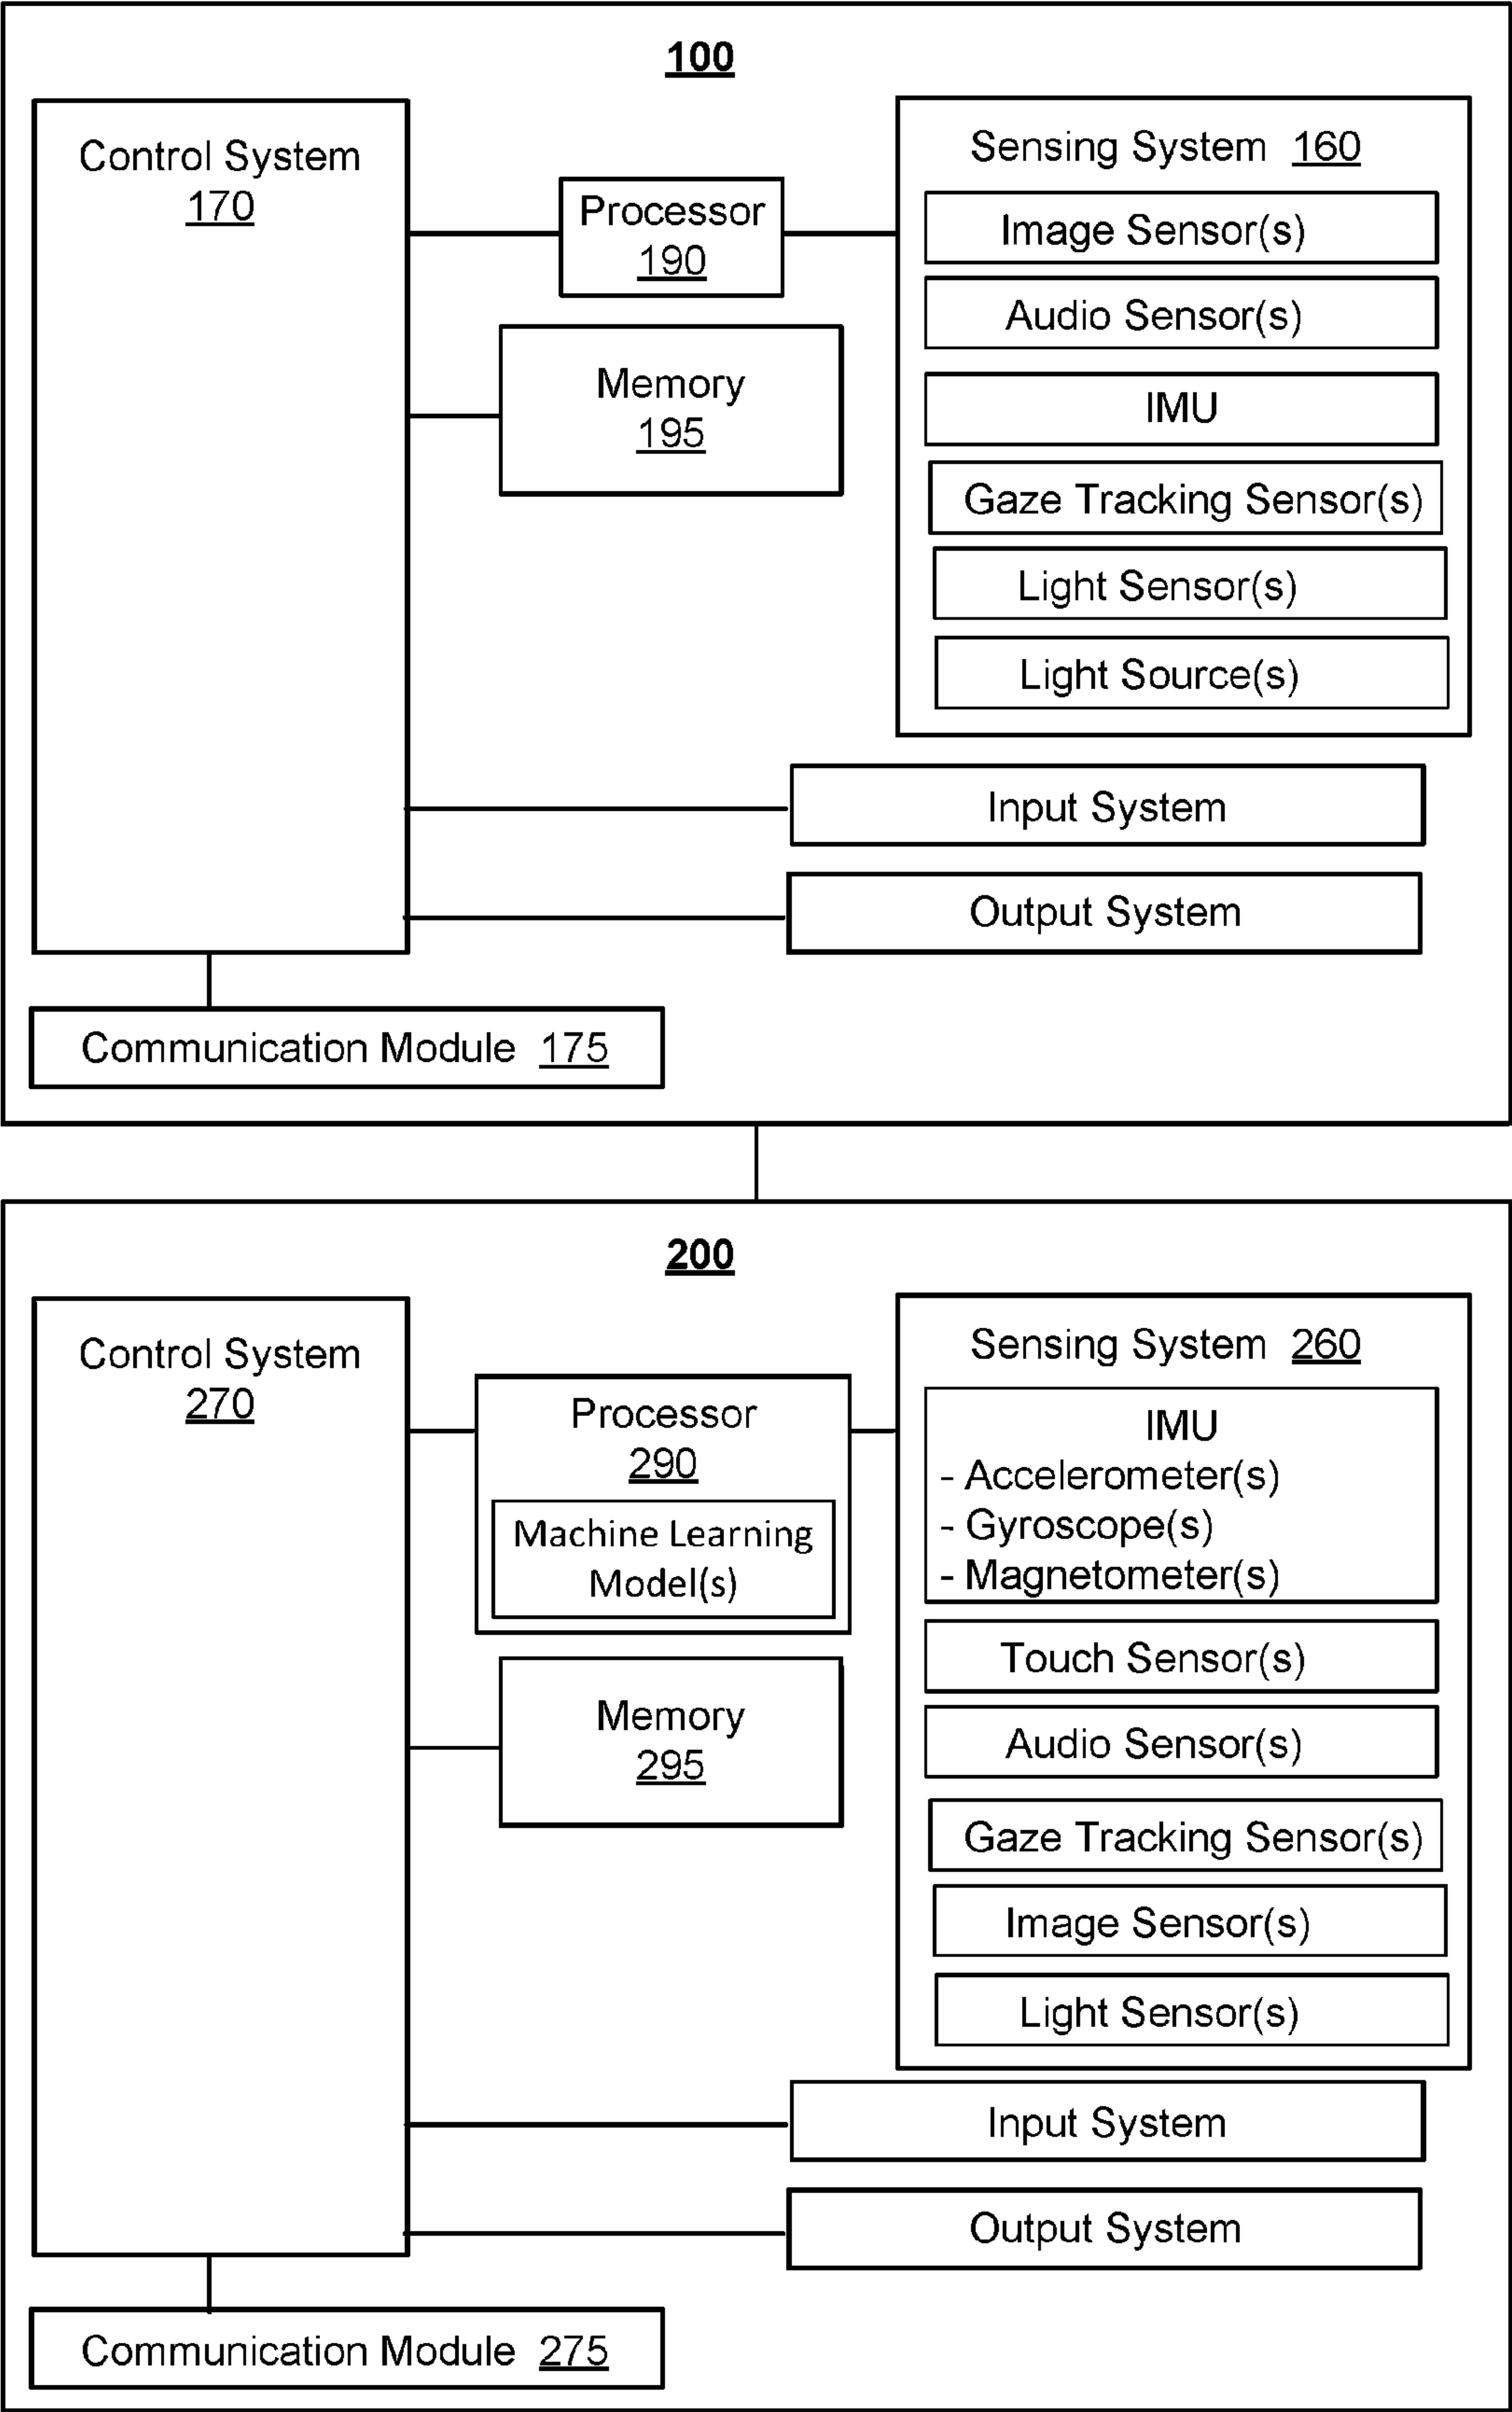 100
Control System
170
Processor
190
Memory
195
Sensing System 160
Image Sensor(s)
Audio Sensor(s)
IMU
Gaze Tracking Sensor(s)
Light Sensor(s)
Light Source(s)
Input System
Output System
Communication Module 175
200
Control System
270
Processor
290
Machine Learning
Model(s)
Memory
295
Sensing System 260
IMU
- Accelerometer(s)
- Gyroscope(s)
- Magnetometer(s)
Touch Sensor(s)
Audio Sensor(s)
Gaze Tracking Sensor(s)
Image Sensor(s)
Light Sensor(s)
Input System
Output System
Communication Module 275